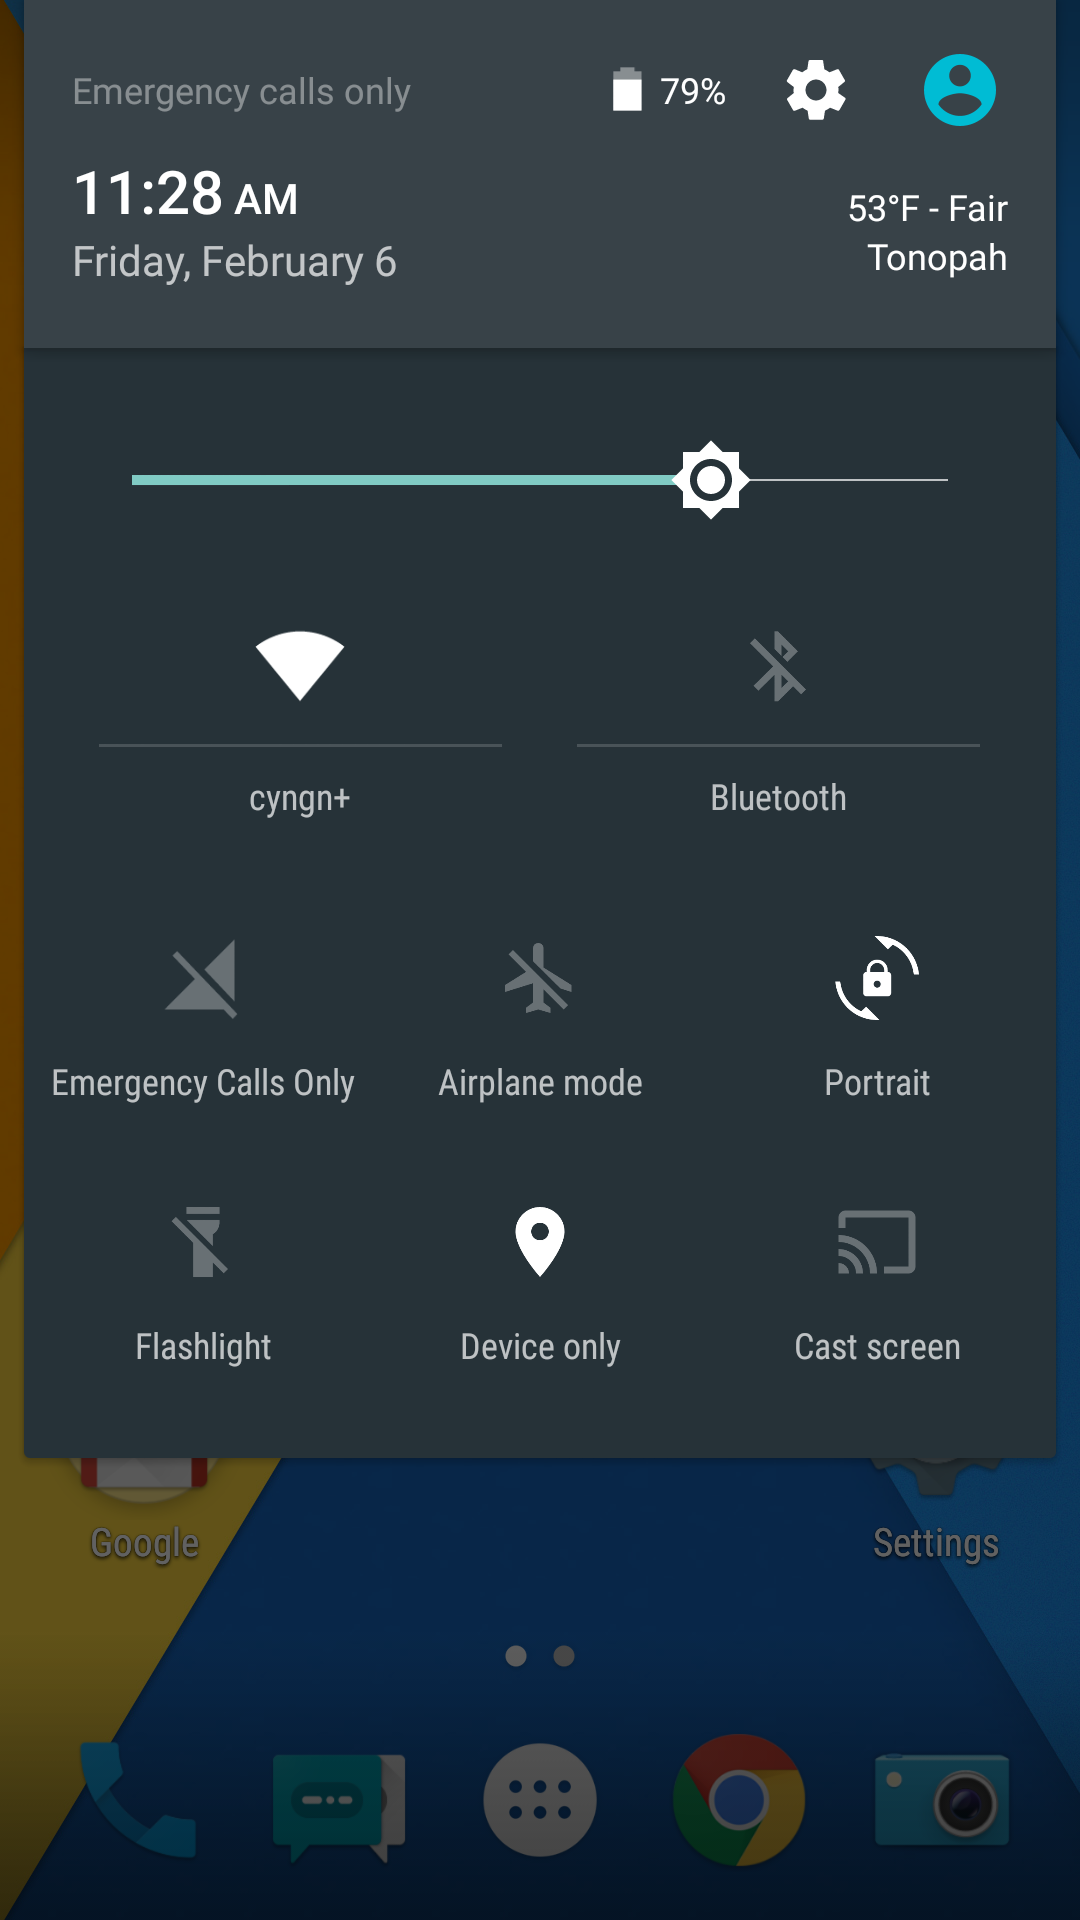 Emergency calls only
79%
11:28 AM
Friday, February 6
53°F - Fair
Tonopah
cyngn+
Bluetooth
Emergency Calls Only
Airplane mode
Portrait
Flashlight
Device only
Cast screen
Google
Settings